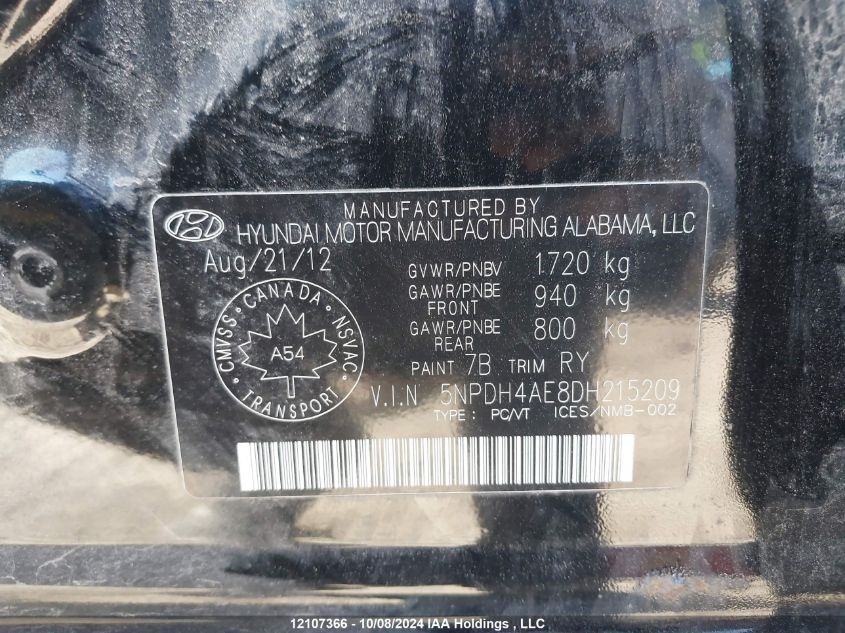 MANUFACTURED BY
HYUNDAI MOTOR MANUFACTURING ALABAMA, LLC
Aug/21/12
GVWR/PNBV 1720 kg
GAWR/PNBE FRONT 940 kg
GAWR/PNBE REAR 800 kg
CMVSS · CANADA · NSVAC · TRANSPORT ·
A54
PAINT 7B TRIM RY
V.I.N 5NPDH4AE8DH215209
TYPE : PC/VT ICES/NMB-002
12107366 - 10/08/2024 IAA Holdings , LLC